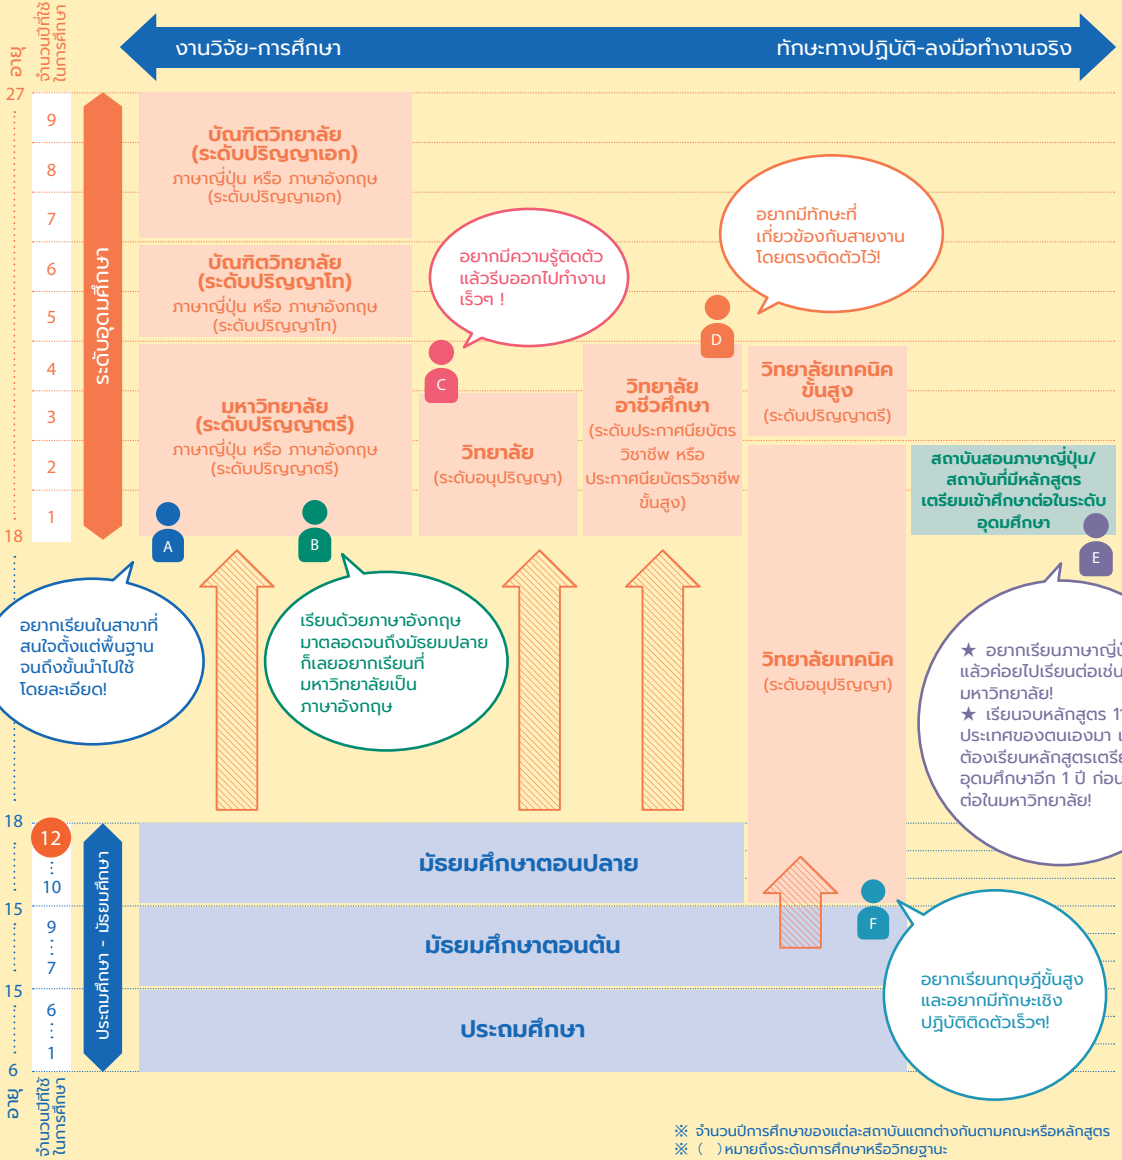 อายุ
จำนวนปีที่ใช้
ในการศึกษา
งานวิจัย-การศึกษา
ทักษะทางปฏิบัติ-ลงมือทำงานจริง
27
9
8
7
6
5
4
3
2
1
18
ระดับอุดมศึกษา
บัณฑิตวิทยาลัย
(ระดับปริญญาเอก)
ภาษาญี่ปุ่น หรือ ภาษาอังกฤษ
(ระดับปริญญาเอก)
บัณฑิตวิทยาลัย
(ระดับปริญญาโท)
ภาษาญี่ปุ่น หรือ ภาษาอังกฤษ
(ระดับปริญญาโท)
มหาวิทยาลัย
(ระดับปริญญาตรี)
ภาษาญี่ปุ่น หรือ ภาษาอังกฤษ
(ระดับปริญญาตรี)
อยากมีความรู้ติดตัว
แล้วรีบออกไปทำงาน
เร็วๆ !
C
วิทยาลัย
(ระดับอนุปริญญา)
อยากมีทักษะที่
เกี่ยวข้องกับสายงาน
โดยตรงติดตัวไว้!
D
วิทยาลัย
อาชีวศึกษา
(ระดับประกาศนียบัตร
วิชาชีพ หรือ
ประกาศนียบัตรวิชาชีพ
ขั้นสูง)
วิทยาลัยเทคนิค
ขั้นสูง
(ระดับปริญญาตรี)
สถาบันสอนภาษาญี่ปุ่น/
สถาบันที่มีหลักสูตร
เตรียมเข้าศึกษาต่อในระดับ
อุดมศึกษา
A
B
E
อยากเรียนในสาขาที่
สนใจตั้งแต่พื้นฐาน
จนถึงขั้นนำไปใช้
โดยละเอียด!
เรียนด้วยภาษาอังกฤษ
มาตลอดจนถึงมัธยมปลาย
ก็เลยอยากเรียนที่
มหาวิทยาลัยเป็น
ภาษาอังกฤษ
วิทยาลัยเทคนิค
(ระดับอนุปริญญา)
★ อยากเรียนภาษาญี่ปุ
แล้วค่อยไปเรียนต่อเช่น
มหาวิทยาลัย!
★ เรียนจบหลักสูตร 11
ประเทศของตนเองมา
ต้องเรียนหลักสูตรเตรีย
อุดมศึกษาอีก 1 ปี ก่อน
ต่อในมหาวิทยาลัย!
18
12
10
15
9
7
15
6
1
6
ประถมศึกษา - มัธยมศึกษา
มัธยมศึกษาตอนปลาย
มัธยมศึกษาตอนต้น
ประถมศึกษา
F
อยากเรียนทฤษฎีขั้นสูง
และอยากมีทักษะเชิง
ปฏิบัติติดตัวเร็วๆ!
อายุ
จำนวนปีที่ใช้
ในการศึกษา
※ จำนวนปีการศึกษาของแต่ละสถาบันแตกต่างกันตามคณะหรือหลักสูตร
※ ( ) หมายถึงระดับการศึกษาหรือวิทยฐานะ